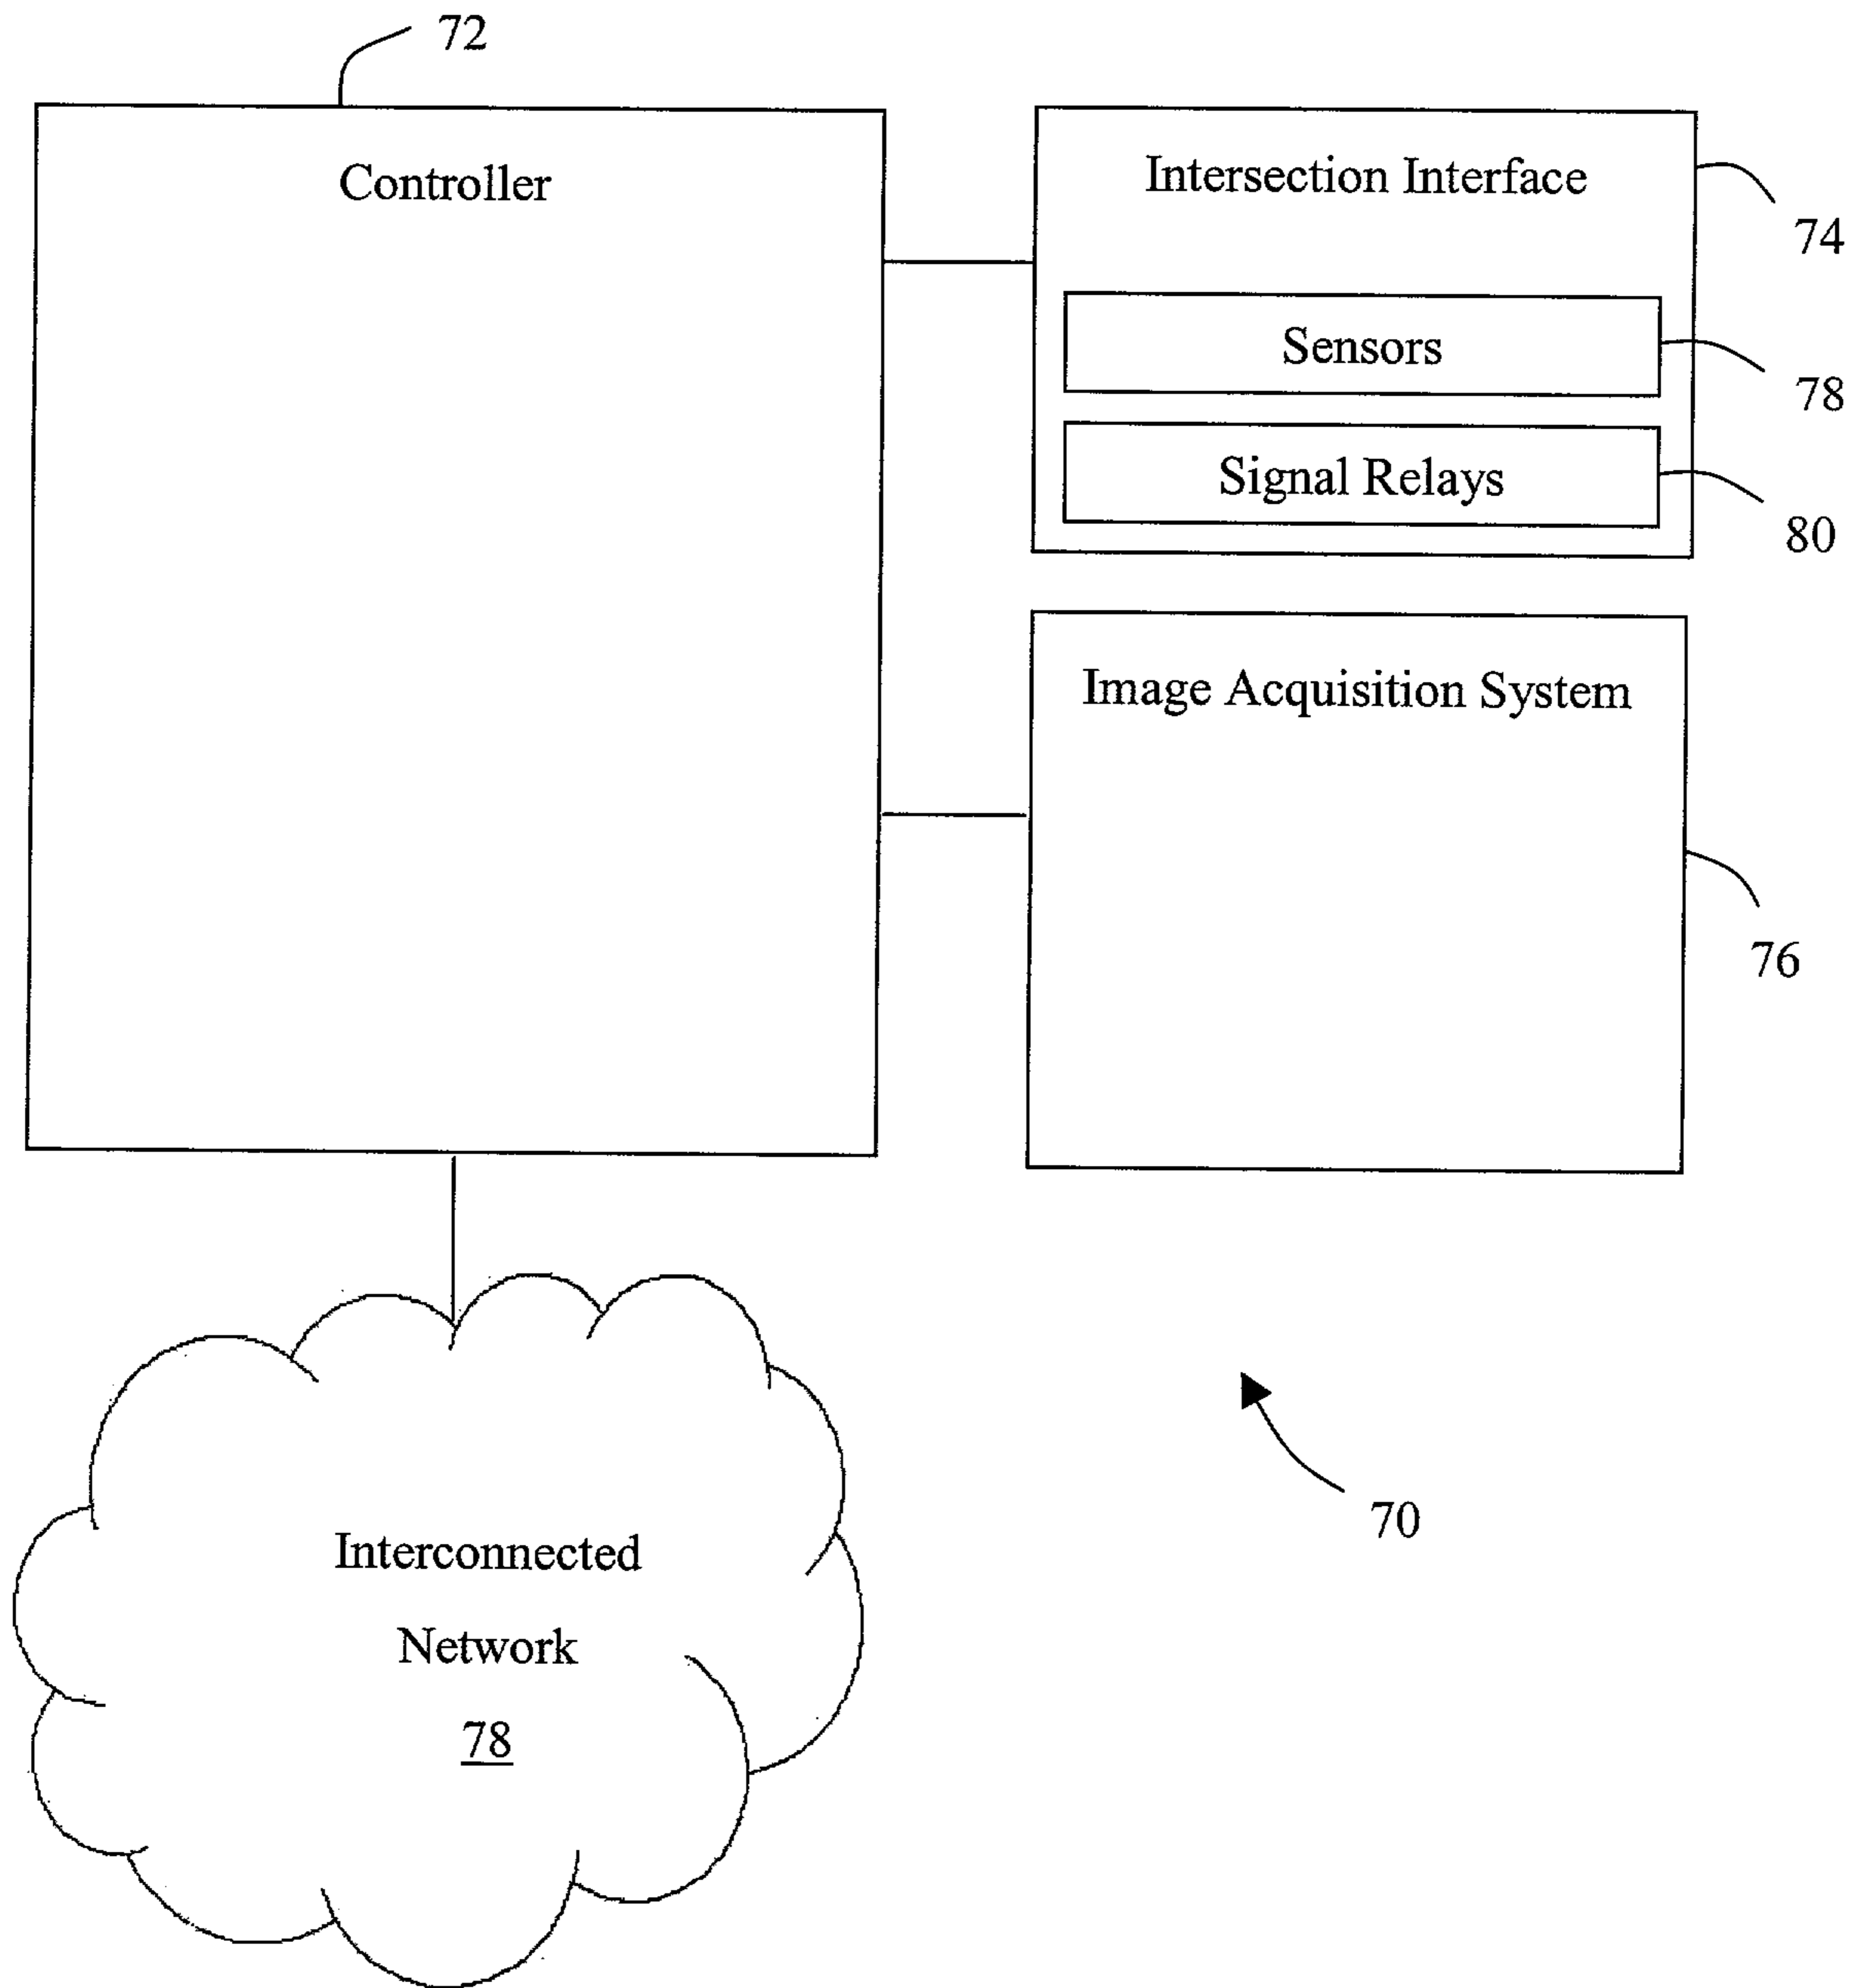 72
Controller
Intersection Interface
74
Sensors
78
Signal Relays
80
Image Acquisition System
76
Interconnected
Network
78
70